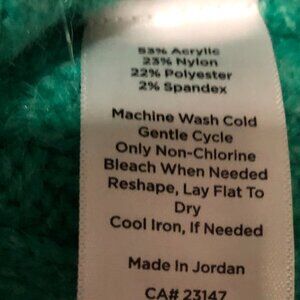 53% Acrylic
23% Nylon
22% Polyester
2% Spandex
Machine Wash Cold
Gentle Cycle
Only Non-Chlorine
Bleach When Needed
Reshape, Lay Flat To
Dry
Cool Iron, If Needed
Made In Jordan
CA# 23147